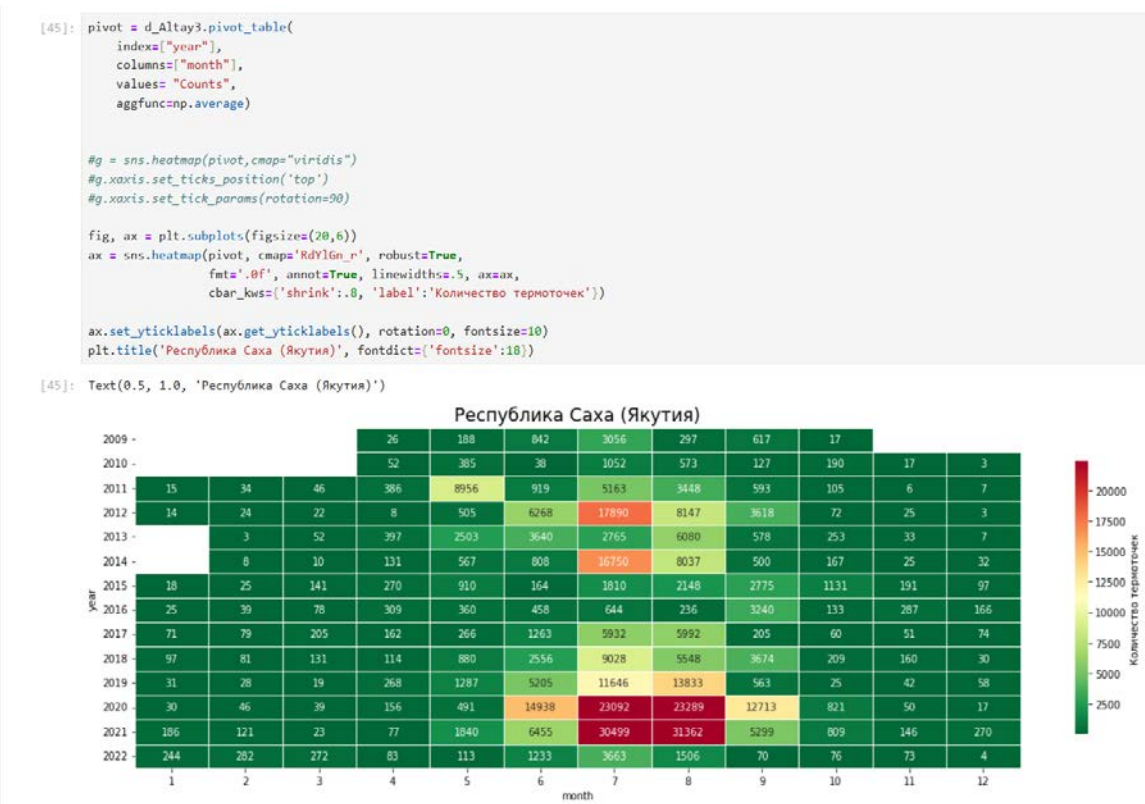 [45]: pivot = d_Altay3.pivot_table(
index=["year"],
columns=["month"],
values= "Counts",
aggfunc=np.average)
#g = sns.heatmap(pivot,cmap="viridis")
#g.xaxis.set_ticks_position('top')
#g.xaxis.set_tick_params(rotation=90)
fig, ax = plt.subplots(figsize=(20,6))
ax = sns.heatmap(pivot, cmap='RdYlGn_r', robust=True,
fmt='.0f', annot=True, linewidths=.5, ax=ax,
cbar_kws={'shrink':.8, 'label':'Количество термоточек'})
ax.set_yticklabels(ax.get_yticklabels(), rotation=0, fontsize=10)
plt.title('Республика Саха (Якутия)', fontdict={'fontsize':18})
[45]: Text(0.5, 1.0, 'Республика Саха (Якутия)')
Республика Саха (Якутия)
2009 26 188 842 3056 297 617 17
2010 52 385 38 1052 573 127 190 17 3
2011 15 34 46 386 8956 919 5163 3448 593 105 6 7
2012 14 24 22 8 505 6268 17890 8147 3618 72 25 3
2013 3 52 397 2503 3640 2765 6080 578 253 33 7
2014 8 10 131 567 808 16750 8037 500 167 25 32
2015 18 25 141 270 910 164 1810 2148 2775 1131 191 97
2016 25 39 78 309 360 458 644 236 3240 133 287 166
2017 71 79 205 162 266 1263 5932 5992 205 60 51 74
2018 97 81 131 114 880 2556 9028 5548 3674 209 160 30
2019 31 28 19 268 1287 5205 11646 13833 563 25 42 58
2020 30 46 39 156 491 14938 23092 23289 12713 821 50 17
2021 186 121 23 77 1840 6455 30499 31362 5299 809 146 270
2022 244 282 272 83 113 1233 3663 1506 70 76 73 4
1 2 3 4 5 6 7 8 9 10 11 12
month
year
20000
17500
15000
12500
10000
7500
5000
2500
Количество термоточек